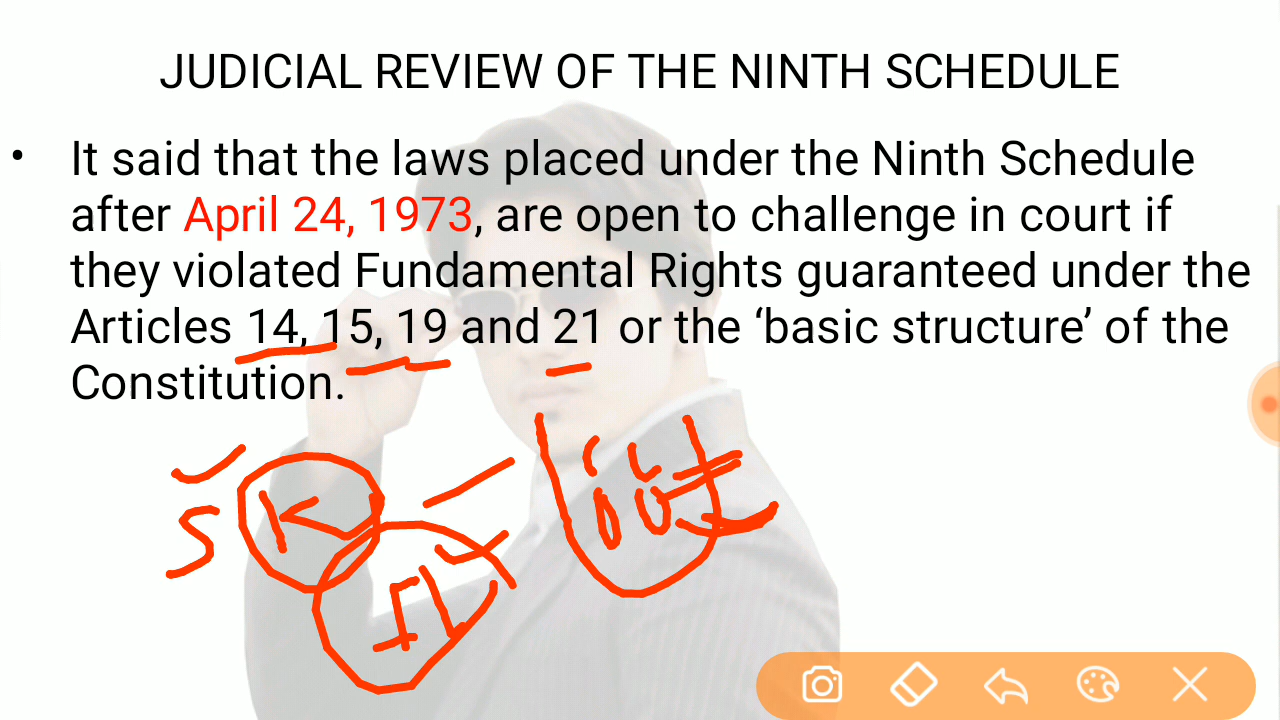 JUDICIAL REVIEW OF THE NINTH SCHEDULE
• It said that the laws placed under the Ninth Schedule
after April 24, 1973, are open to challenge in court if
they violated Fundamental Rights guaranteed under the
Articles 14, 15, 19 and 21 or the ‘basic structure’ of the
Constitution.